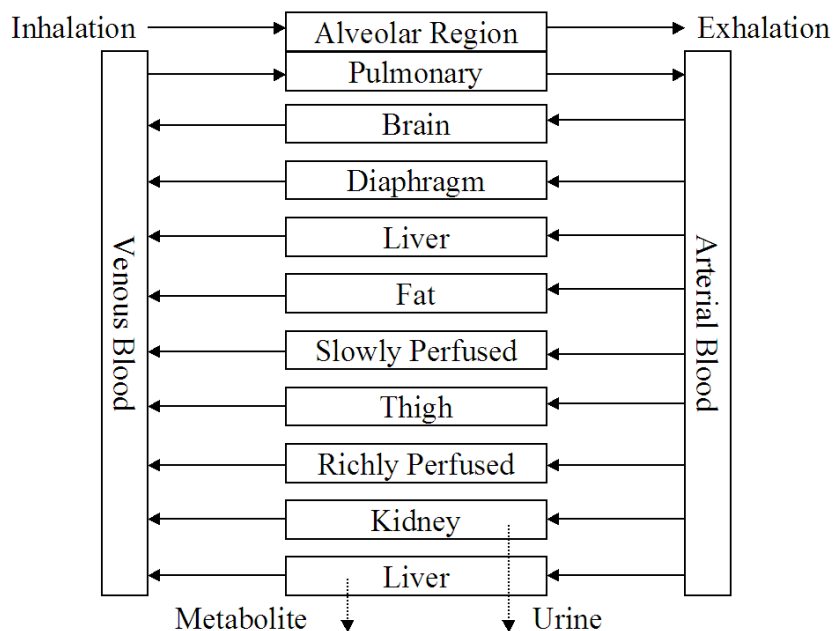 Inhalation
Alveolar Region
Exhalation
Pulmonary
Brain
Diaphragm
Liver
Fat
Slowly Perfused
Thigh
Richly Perfused
Kidney
Liver
Venous Blood
Arterial Blood
Metabolite
Urine